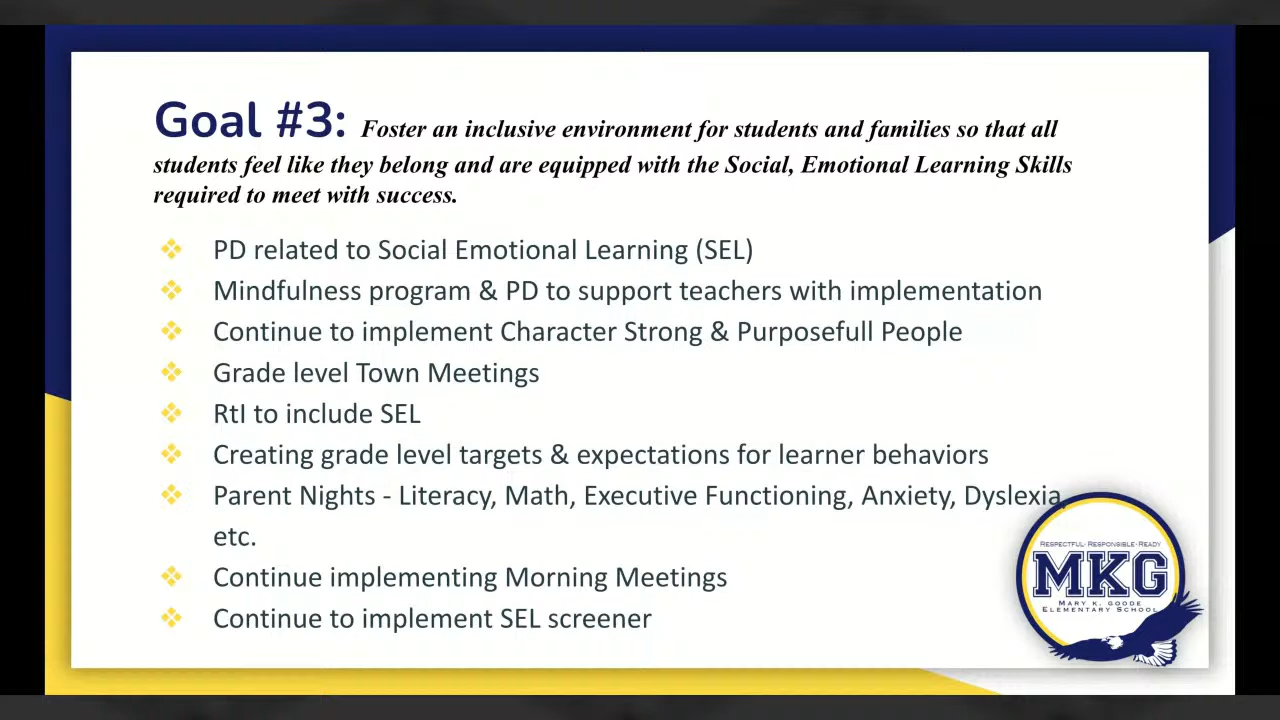 Goal #3: Foster an inclusive environment for students and families so that all
students feel like they belong and are equipped with the Social, Emotional Learning Skills
required to meet with success.
PD related to Social Emotional Learning (SEL)
Mindfulness program & PD to support teachers with implementation
Continue to implement Character Strong & Purposefull People
Grade level Town Meetings
RtI to include SEL
Creating grade level targets & expectations for learner behaviors
Parent Nights - Literacy, Math, Executive Functioning, Anxiety, Dyslexia,
etc.
Continue implementing Morning Meetings
Continue to implement SEL screener
RESPECTFUL·RESPONSIBLE·READY
MKG
MARY K. GOODE
ELEMENTARY SCHOOL